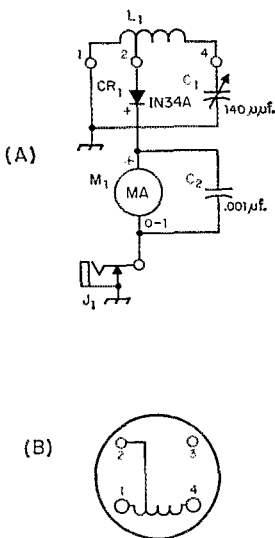 L1
1 2 4
CR1 C1
+ IN34A 140 μμf.
(A)
+
M1 MA C2
0-1 .001 μf.
J1
(B)
2 3
1 4